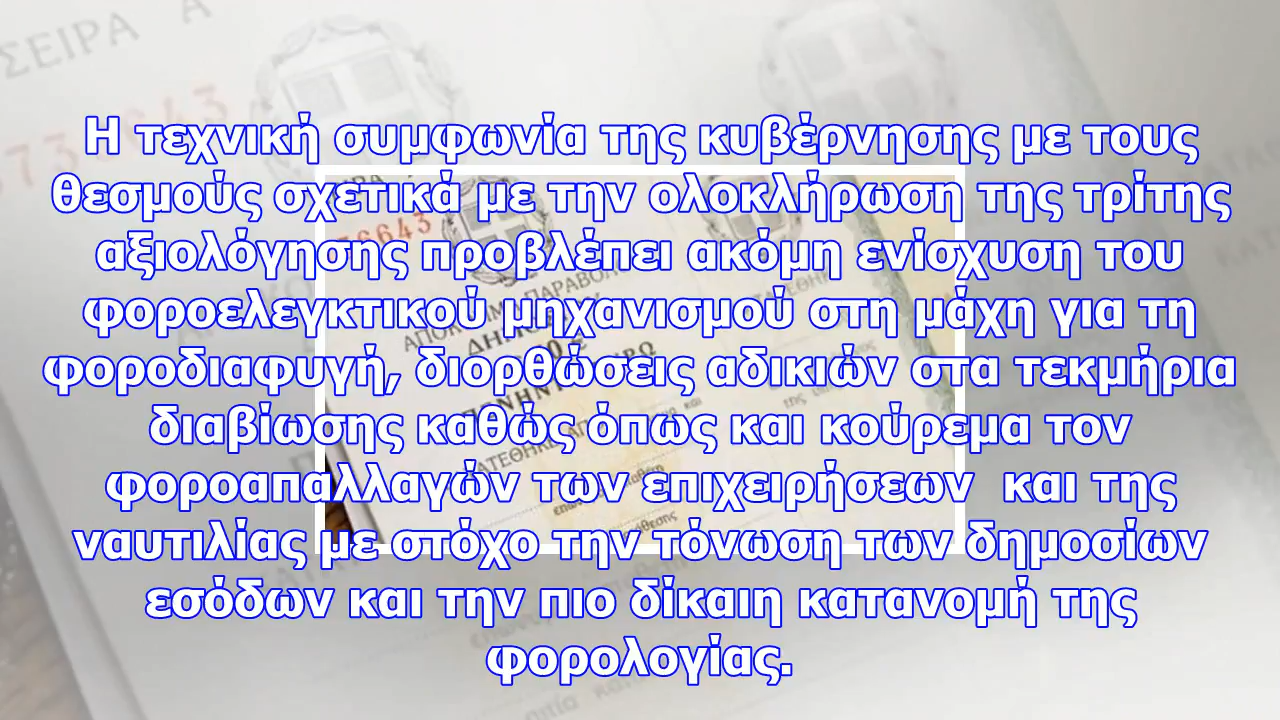 ΣΕΙΡΑ Α
736643
Η τεχνική συμφωνία της κυβέρνησης με τους
θεσμούς σχετικά με την ολοκλήρωση της τρίτης
αξιολόγησης προβλέπει ακόμη ενίσχυση του
φοροελεγκτικού μηχανισμού στη μάχη για τη
φοροδιαφυγή, διορθώσεις αδικιών στα τεκμήρια
διαβίωσης καθώς όπως και κούρεμα τον
φοροαπαλλαγών των επιχειρήσεων  και της
ναυτιλίας με στόχο την τόνωση των δημοσίων
εσόδων και την πιο δίκαιη κατανομή της
φορολογίας.